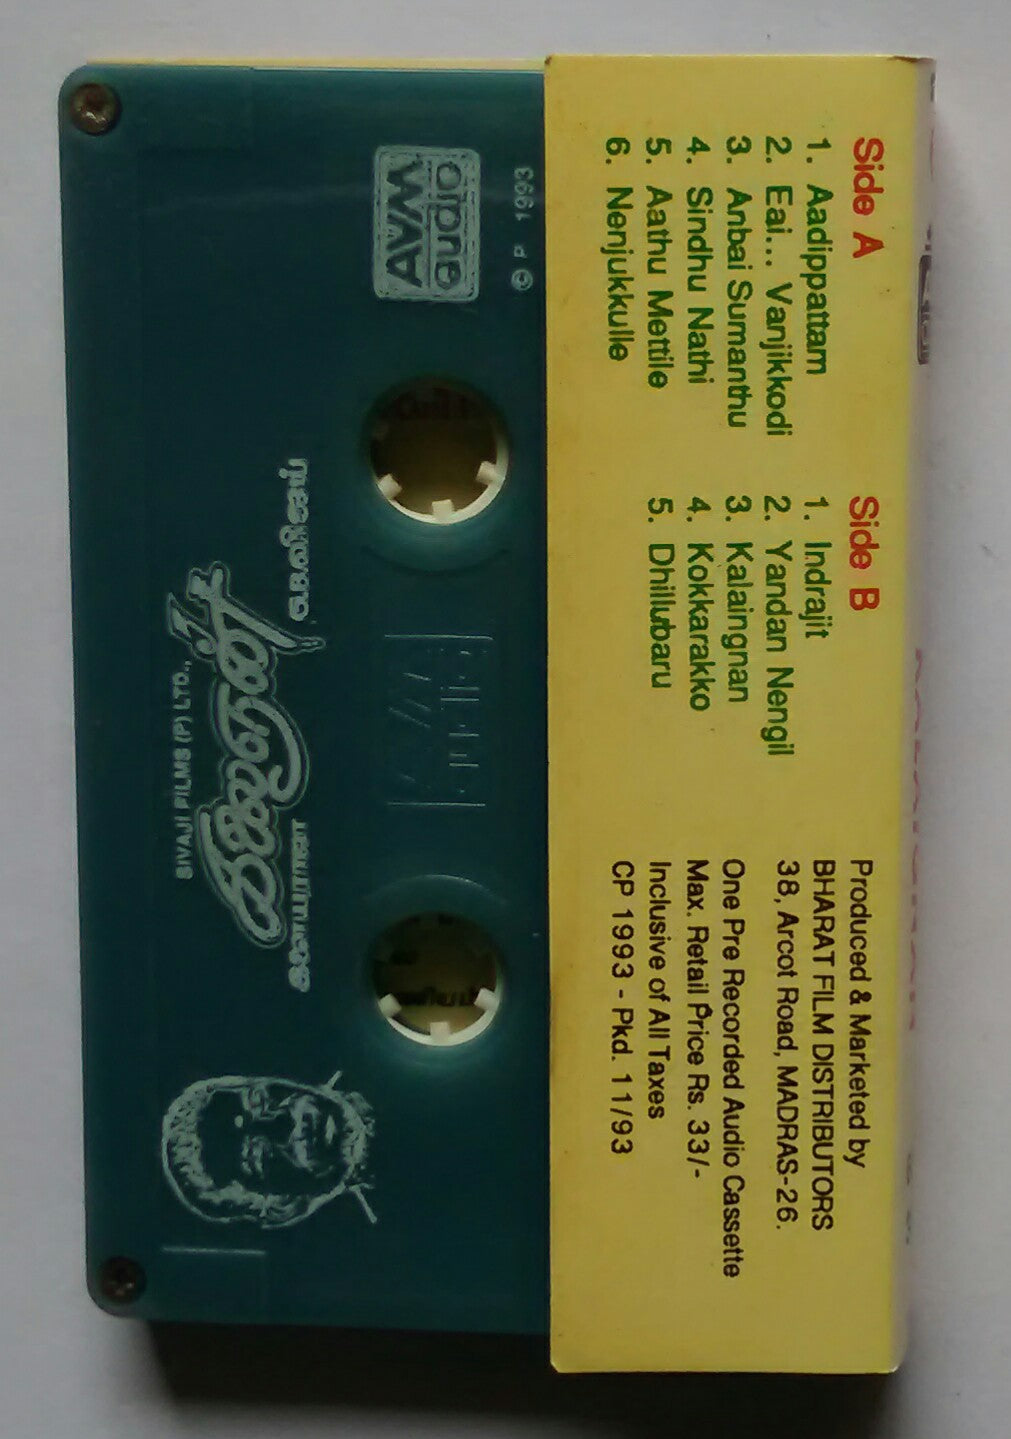 Side A
1. Aadippattam
2. Eai... Vanjikkodi
3. Anbai Sumanthu
4. Sindhu Nathi
5. Aathu Mettile
6. Nenjukkulle
Side B
1. Indrajit
2. Yandan Nengil
3. Kalaingnan
4. Kokkarakko
5. Dhillubaru
Produced & Marketed by
BHARAT FILM DISTRIBUTORS
38, Arcot Road, MADRAS-26.
One Pre Recorded Audio Cassette
Max. Retail Price Rs. 33/-
Inclusive of All Taxes
CP 1993 - Pkd. 11/93
℗ 1993
audio
AVM
SIVAJI FILMS (P) LTD.,